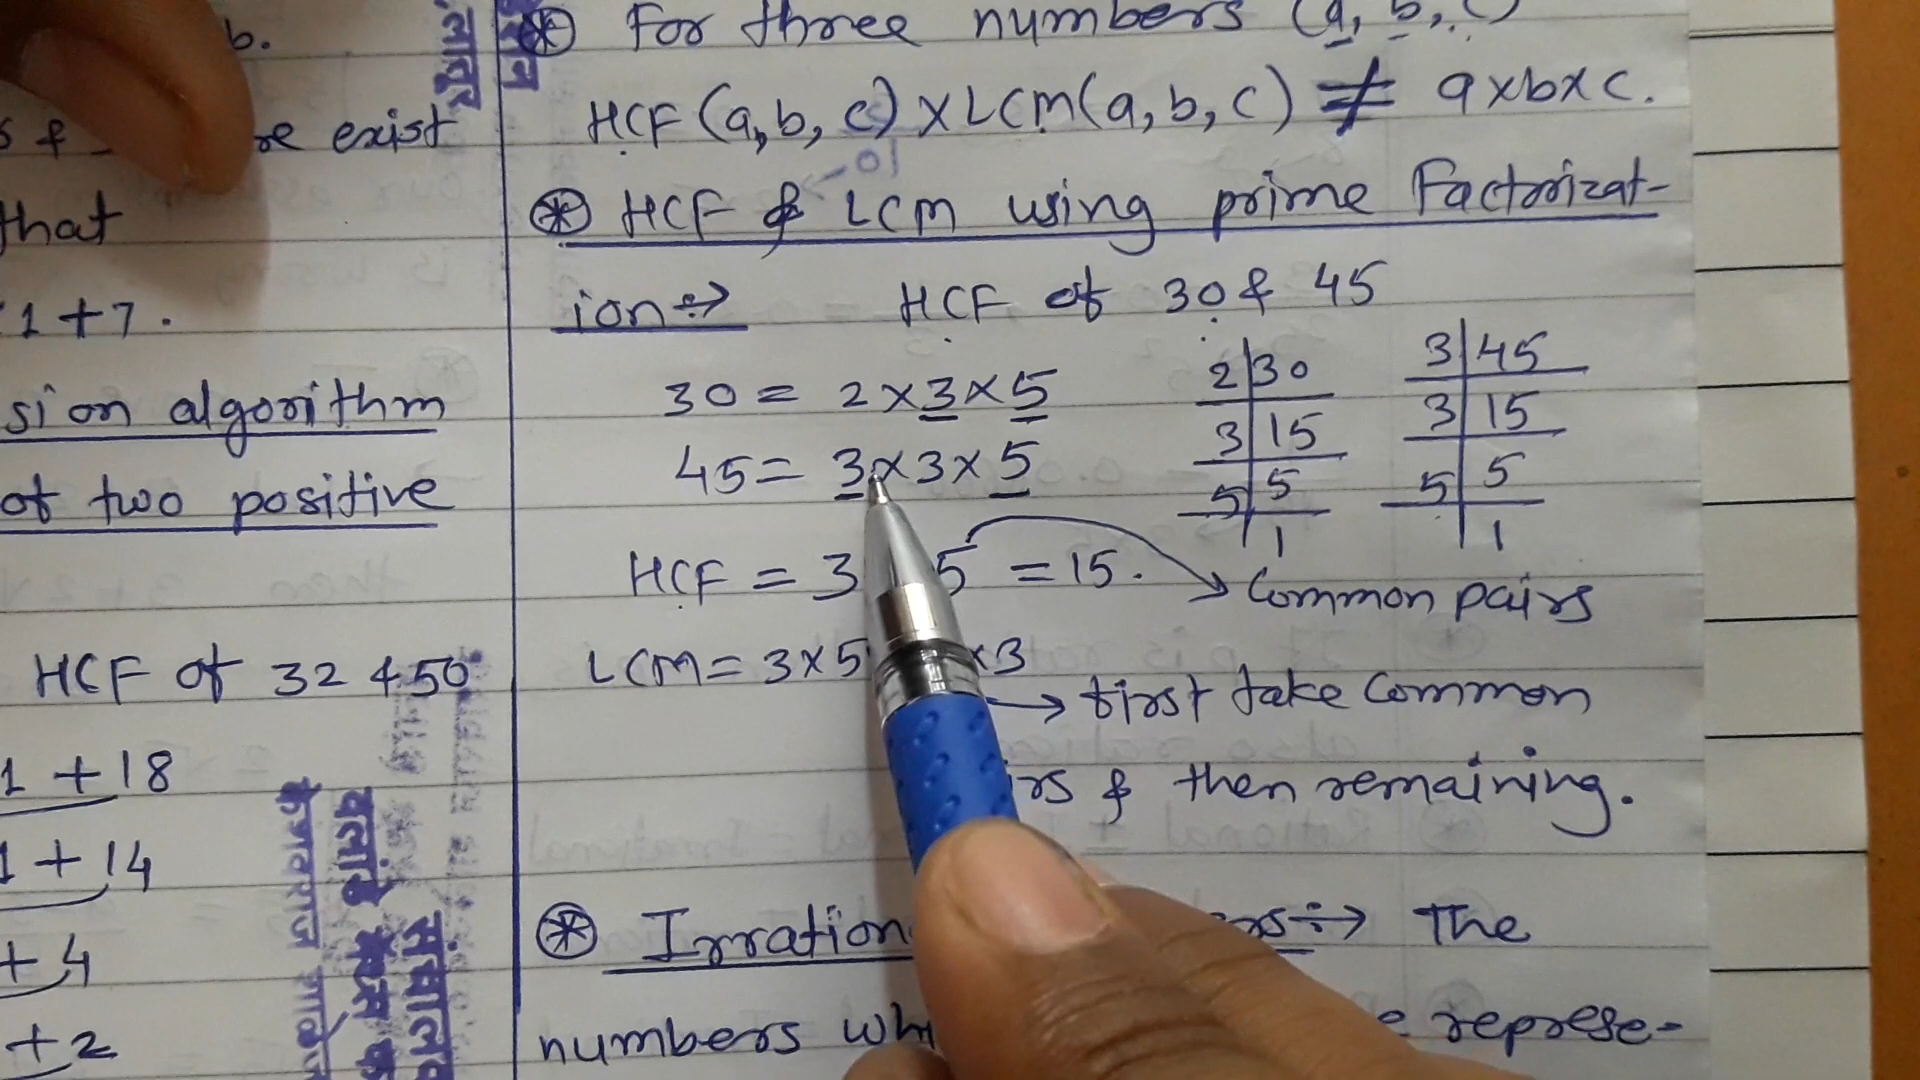 b.
re exist
that
1 + 7.
sion algorithm
of two positive
HCF of 32 & 50
1 + 18
1 + 14
+ 4
+ 2
लातूर
For three numbers (a, b, c)
HCF (a, b, c) × LCM (a, b, c) ≠ a×b×c.
HCF & LCM using prime Factorizat-
ion → HCF of 30 & 45
30 = 2 × 3 × 5
45 = 3 × 3 × 5
2 | 30
3 | 15
5 | 5
1
3 | 45
3 | 15
5 | 5
1
HCF = 3 5 = 15.
Common pairs
LCM = 3 × 5 × 3
→ first take common
rs & then remaining.
Irration rs → The
numbers wh e represe-